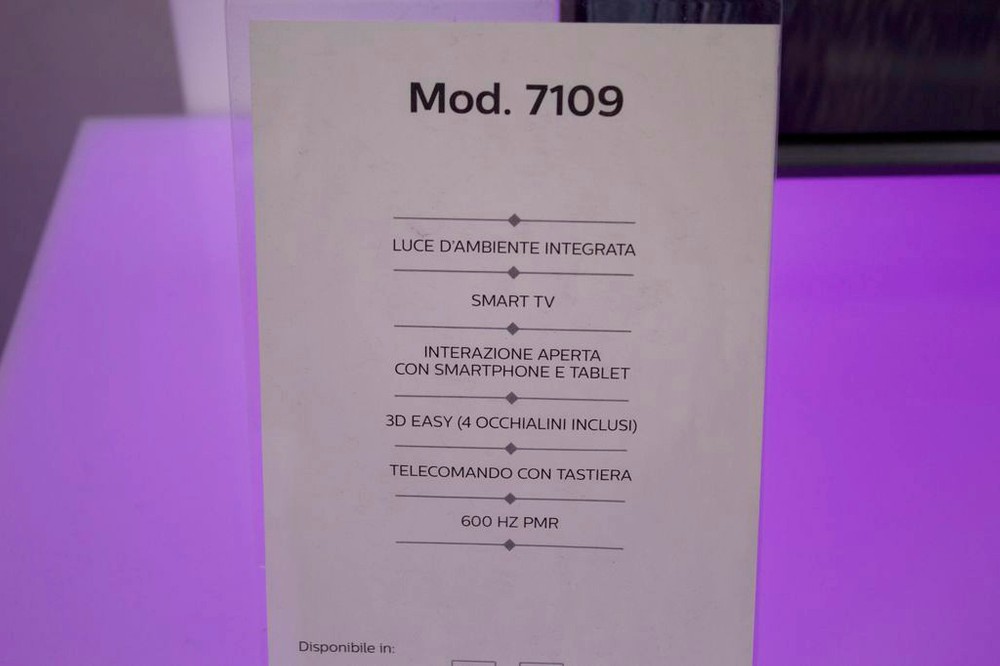 Mod. 7109
LUCE D'AMBIENTE INTEGRATA
SMART TV
INTERAZIONE APERTA
CON SMARTPHONE E TABLET
3D EASY (4 OCCHIALINI INCLUSI)
TELECOMANDO CON TASTIERA
600 HZ PMR
Disponibile in: